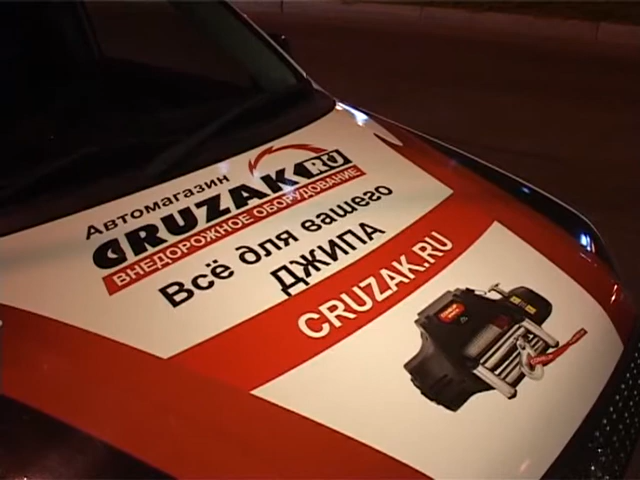 Автомагазин
CRUZAK RU
ВНЕДОРОЖНОЕ ОБОРУДОВАНИЕ
Всё для вашего
ДЖИПА
CRUZAK.RU